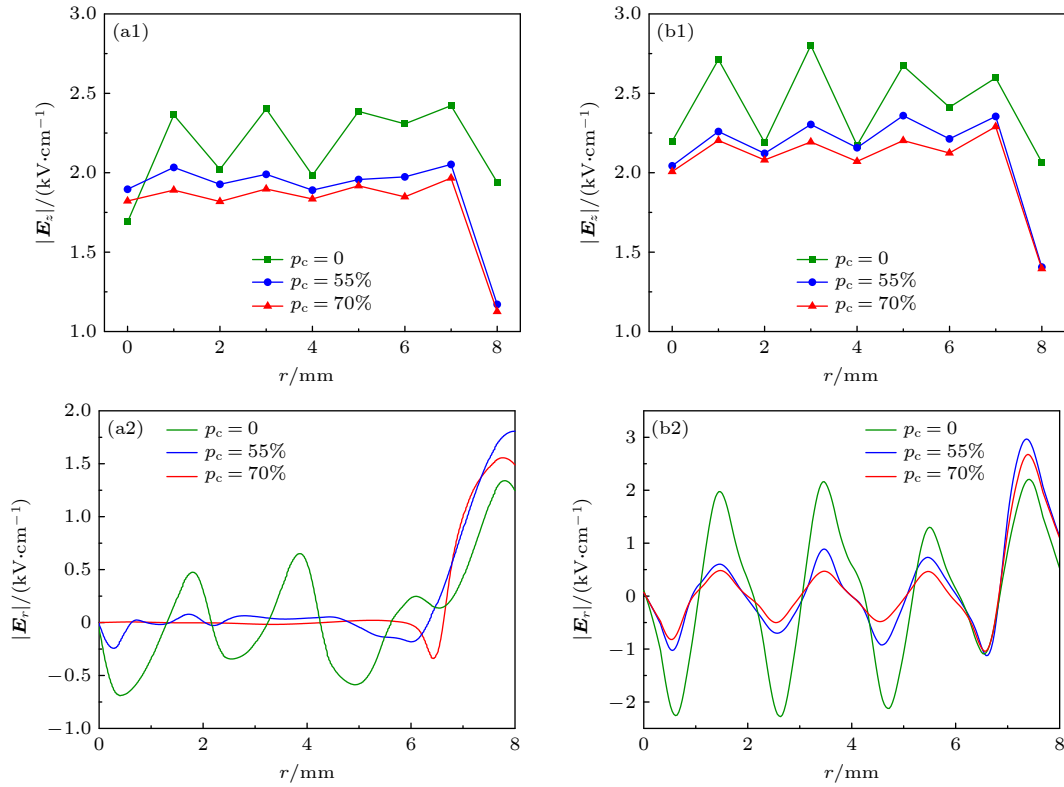 (a1)
|E_z|/(kV·cm⁻¹)
3.0
2.5
2.0
1.5
1.0
p_c = 0
p_c = 55%
p_c = 70%
0 2 4 6 8
r/mm
(b1)
|E_z|/(kV·cm⁻¹)
3.0
2.5
2.0
1.5
1.0
p_c = 0
p_c = 55%
p_c = 70%
0 2 4 6 8
r/mm
(a2)
|E_r|/(kV·cm⁻¹)
2.0
1.5
1.0
0.5
0
−0.5
−1.0
p_c = 0
p_c = 55%
p_c = 70%
0 2 4 6 8
r/mm
(b2)
|E_r|/(kV·cm⁻¹)
3
2
1
0
−1
−2
p_c = 0
p_c = 55%
p_c = 70%
0 2 4 6 8
r/mm